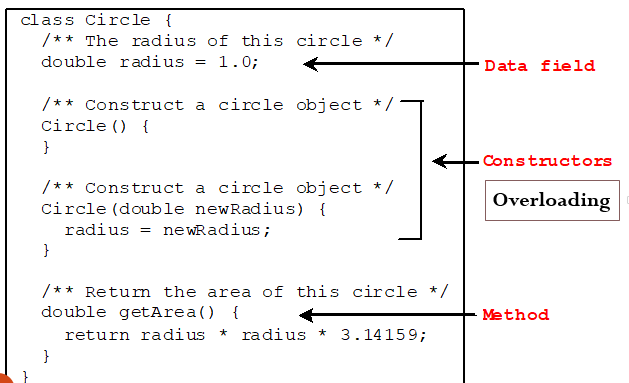 class Circle {
/** The radius of this circle */
double radius = 1.0;
Data field
/** Construct a circle object */
Circle() {
}
Constructors
Overloading
/** Construct a circle object */
Circle(double newRadius) {
radius = newRadius;
}
/** Return the area of this circle */
double getArea() {
Method
return radius * radius * 3.14159;
}
}